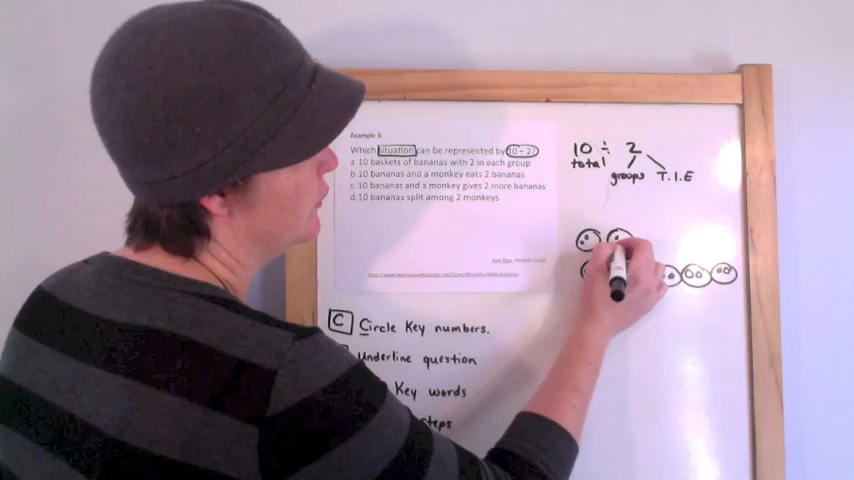 Example 3:
Which situation can be represented by 10 ÷ 2?
a. 10 baskets of bananas with 2 in each group
b. 10 bananas and a monkey eats 2 bananas
c. 10 bananas and a monkey gives 2 more bananas
d. 10 bananas split among 2 monkeys
10 ÷ 2
total
groups T.I.E
C Circle Key numbers.
Underline question
Key words
steps